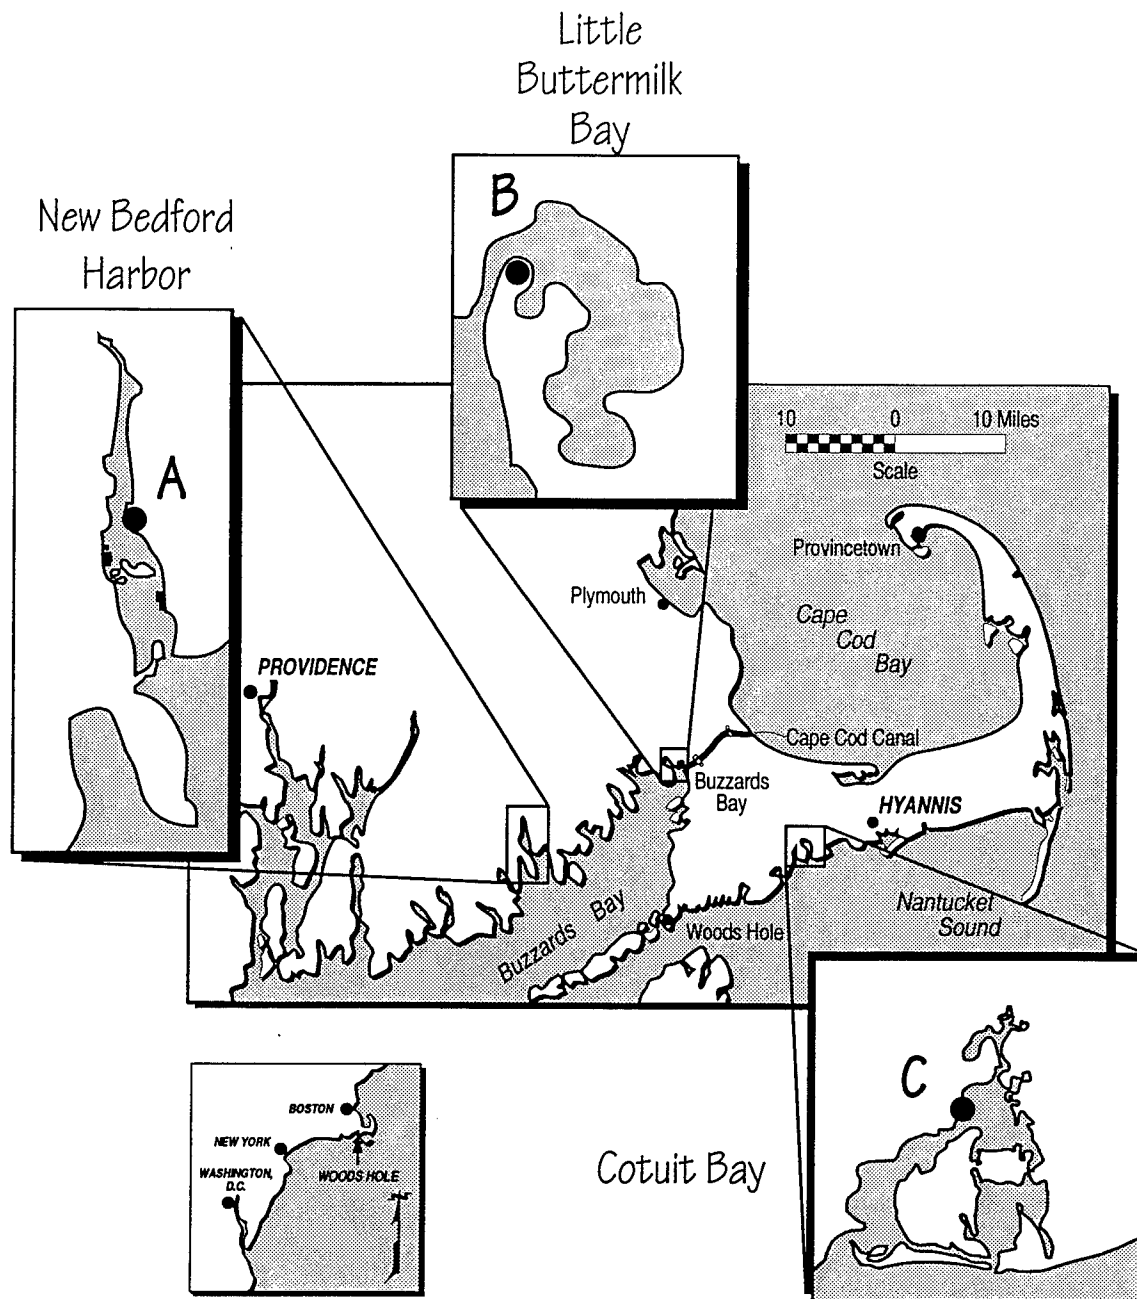 Little
Buttermilk
Bay
New Bedford
Harbor
B
A
10 0 10 Miles
Scale
Provincetown
Plymouth
Cape
Cod
Bay
PROVIDENCE
Cape Cod Canal
Buzzards
Bay
HYANNIS
Nantucket
Sound
Buzzards Bay
Woods Hole
C
BOSTON
NEW YORK
WOODS HOLE
WASHINGTON,
D.C.
Cotuit Bay